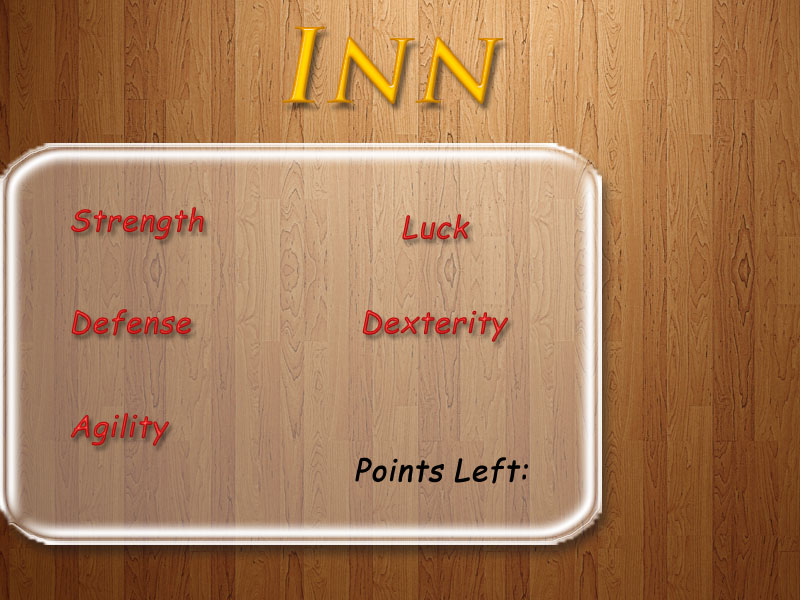 INN
Strength
Luck
Defense
Dexterity
Agility
Points Left: